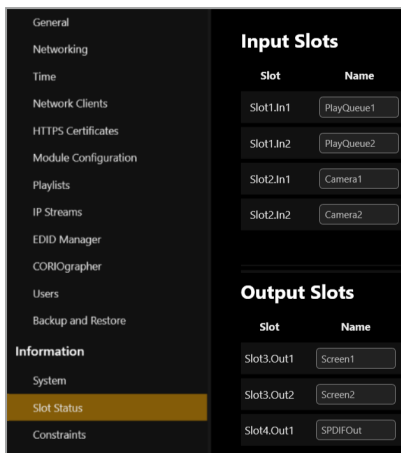 General
Networking
Time
Network Clients
HTTPS Certificates
Module Configuration
Playlists
IP Streams
EDID Manager
CORIOgrapher
Users
Backup and Restore
Information
System
Slot Status
Constraints
Input Slots
Slot Name
Slot1.In1 PlayQueue1
Slot1.In2 PlayQueue2
Slot2.In1 Camera1
Slot2.In2 Camera2
Output Slots
Slot Name
Slot3.Out1 Screen1
Slot3.Out2 Screen2
Slot4.Out1 SPDIFOut